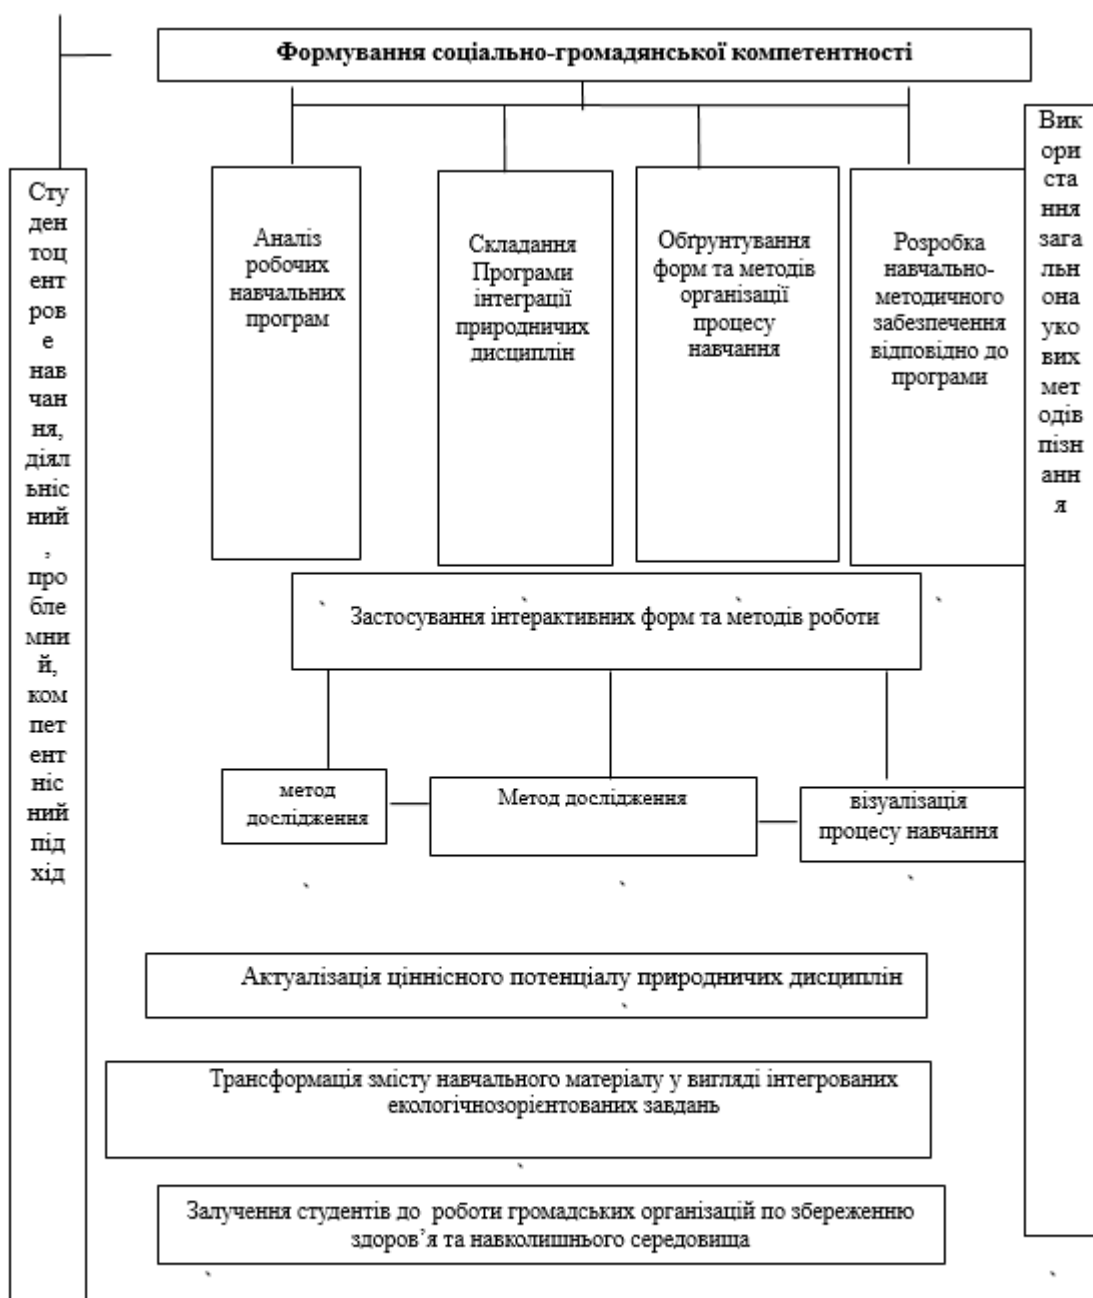 Формування соціально-громадянської компетентності
Сту
ден
тоц
ент
ров
е
нав
чан
ня,
діял
ьніс
ний
,
про
бле
мни
й,
ком
пет
ент
ніс
ний
під
хід
Аналіз
робочих
навчальних
програм
Складання
Програми
інтеграції
природничих
дисциплін
Обґрунтування
форм та методів
організації
процесу
навчання
Розробка
навчально-
методичного
забезпечення
відповідно до
програми
Вик
ори
ста
ння
зага
льн
она
уко
вих
мет
одів
пізн
анн
я
Застосування інтерактивних форм та методів роботи
метод
дослідження
Метод дослідження
візуалізація
процесу навчання
Актуалізація ціннісного потенціалу природничих дисциплін
Трансформація змісту навчального матеріалу у вигляді інтегрованих
екологічнозорієнтованих завдань
Залучення студентів до роботи громадських організацій по збереженню
здоров’я та навколишнього середовища